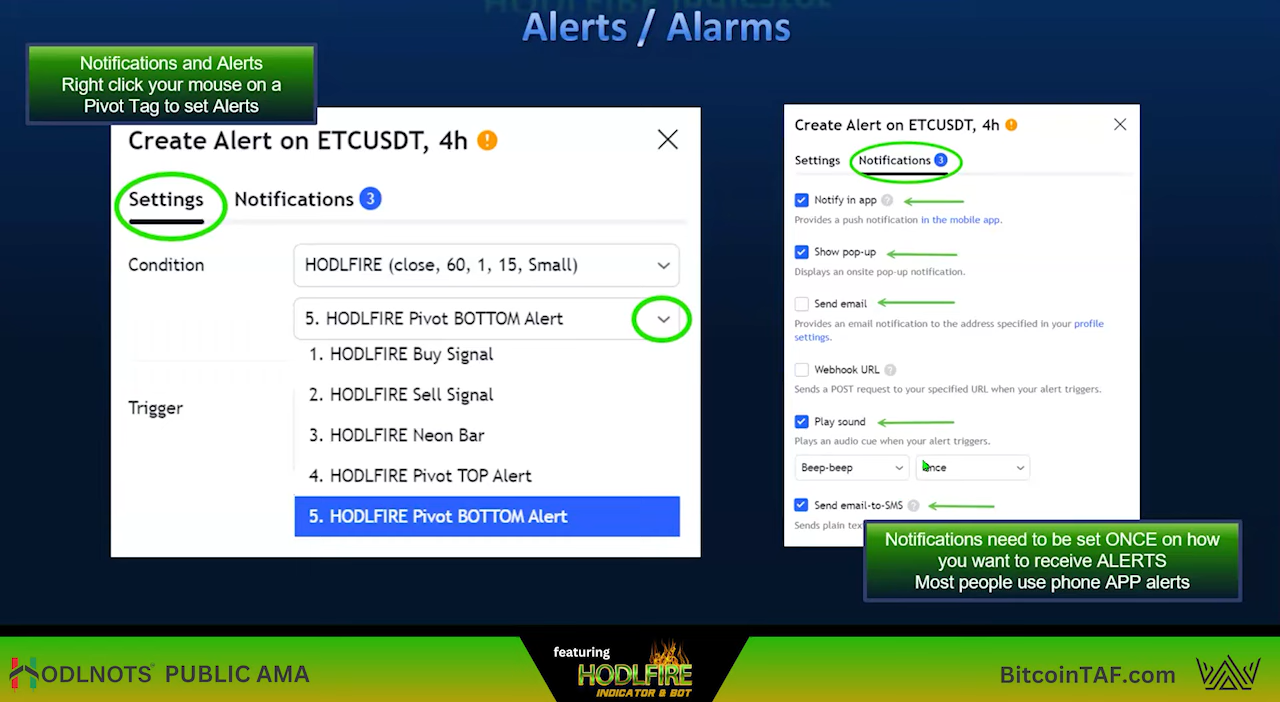 Alerts / Alarms
Notifications and Alerts
Right click your mouse on a
Pivot Tag to set Alerts
Create Alert on ETCUSDT, 4h
Settings
Notifications 3
Condition
HODLFIRE (close, 60, 1, 15, Small)
5. HODLFIRE Pivot BOTTOM Alert
1. HODLFIRE Buy Signal
2. HODLFIRE Sell Signal
Trigger
3. HODLFIRE Neon Bar
4. HODLFIRE Pivot TOP Alert
5. HODLFIRE Pivot BOTTOM Alert
Create Alert on ETCUSDT, 4h
Settings
Notifications 3
Notify in app
Provides a push notification in the mobile app.
Show pop-up
Displays an onsite pop-up notification.
Send email
Provides an email notification to the address specified in your profile
settings.
Webhook URL
Sends a POST request to your specified URL when your alert triggers.
Play sound
Plays an audio cue when your alert triggers.
Beep-beep
Once
Send email-to-SMS
Sends plain
Notifications need to be set ONCE on how
you want to receive ALERTS
Most people use phone APP alerts
HODLNOTS PUBLIC AMA
featuring
HODLFIRE
INDICATOR & BOT
BitcoinTAF.com